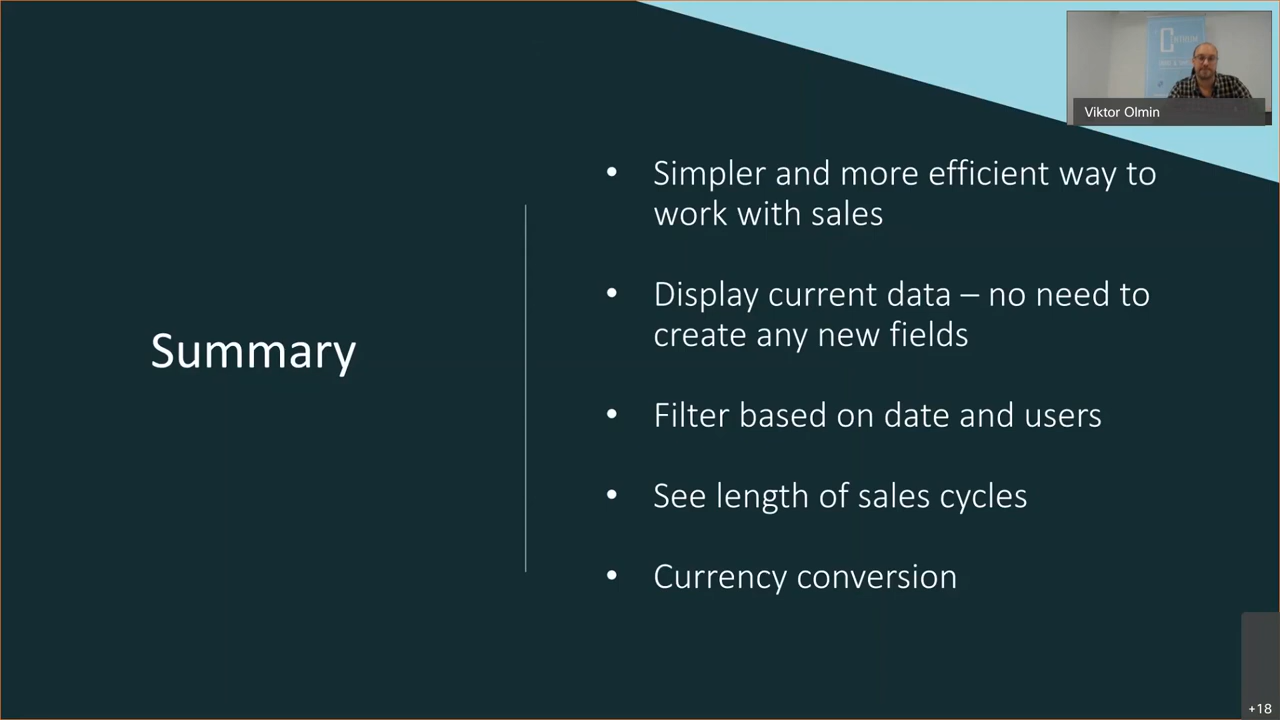 Viktor Olmin
Summary
• Simpler and more efficient way to
work with sales
• Display current data – no need to
create any new fields
• Filter based on date and users
• See length of sales cycles
• Currency conversion
+18